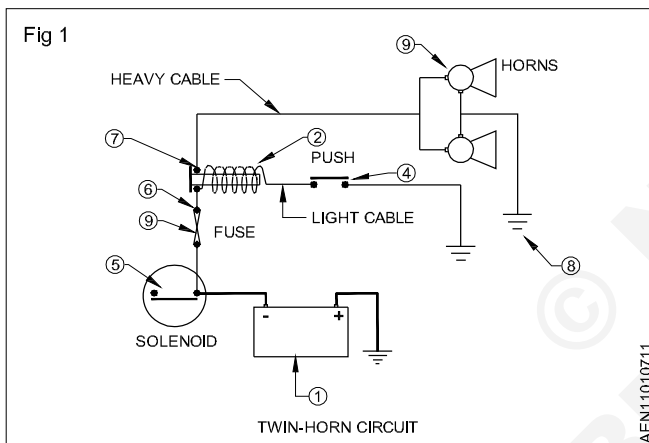 Fig 1
⑨
HORNS
HEAVY CABLE
⑦
②
PUSH
④
⑥
LIGHT CABLE
⑨
FUSE
⑧
⑤
- +
SOLENOID
①
TWIN-HORN CIRCUIT
AEN11010711
©